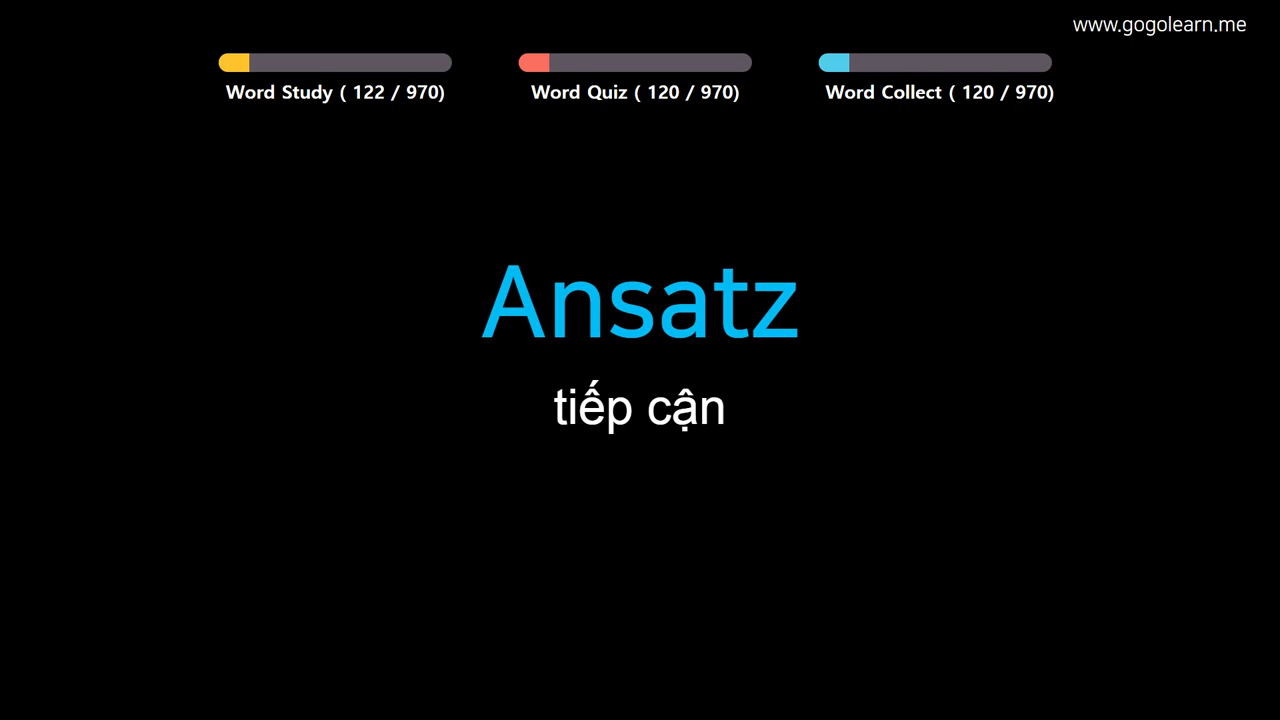 www.gogolearn.me
Word Study ( 122 / 970)
Word Quiz ( 120 / 970)
Word Collect ( 120 / 970)
Ansatz
tiếp cận